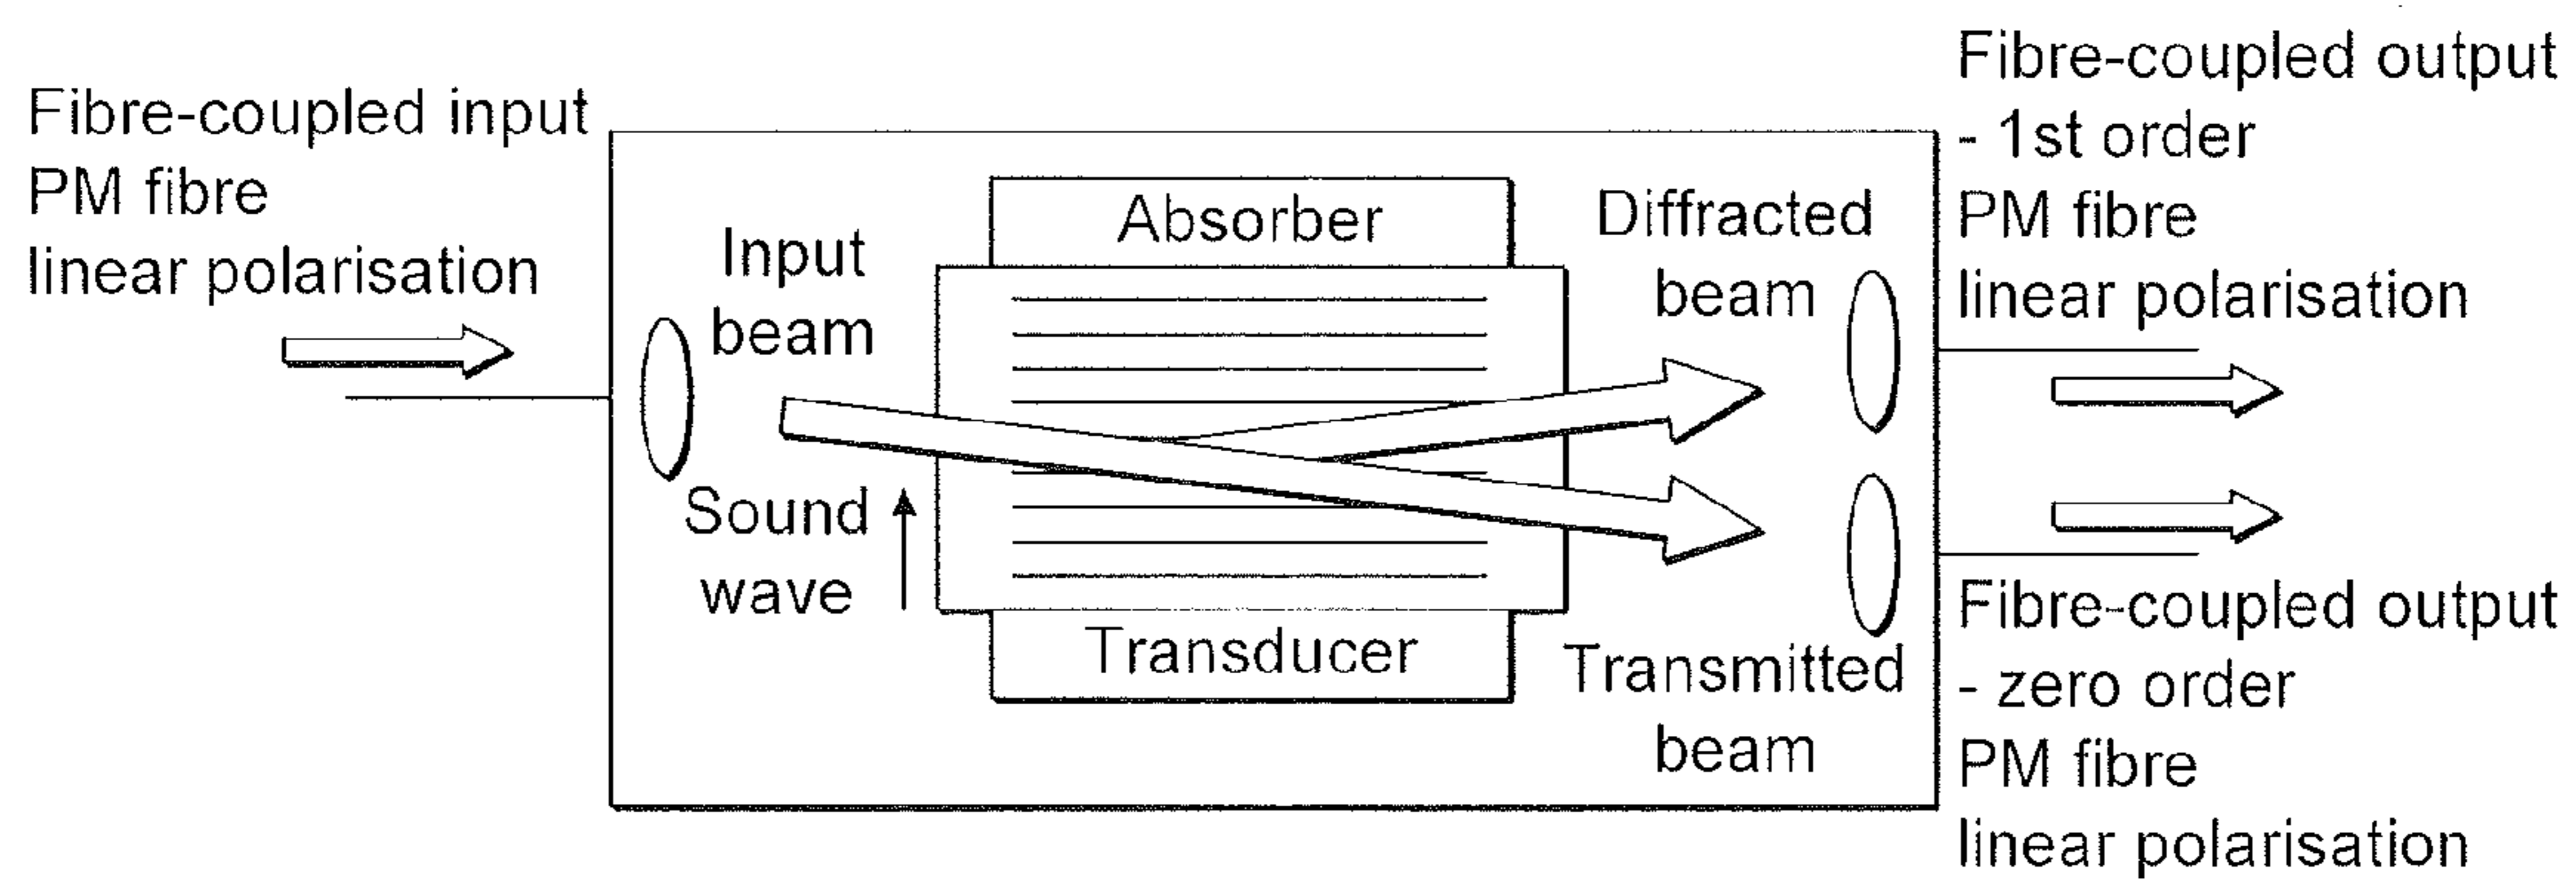 Fibre-coupled input
PM fibre
linear polarisation
Input
beam
Sound
wave
Absorber
Transducer
Diffracted
beam
Transmitted
beam
Fibre-coupled output
- 1st order
PM fibre
linear polarisation
Fibre-coupled output
- zero order
PM fibre
linear polarisation